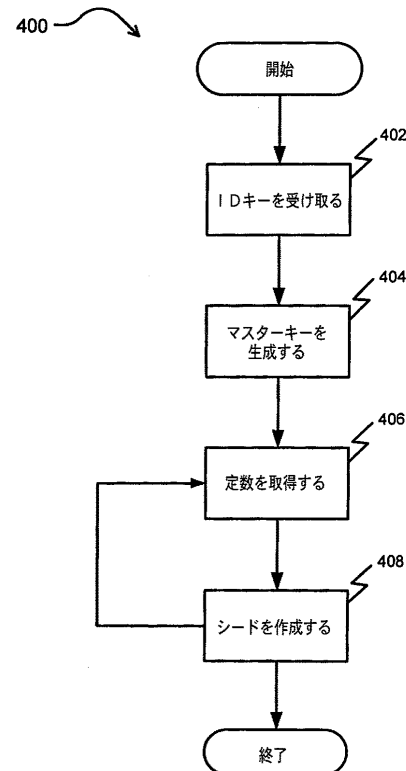 400
開始
402
IDキーを受け取る
404
マスターキーを
生成する
406
定数を取得する
408
シードを作成する
終了